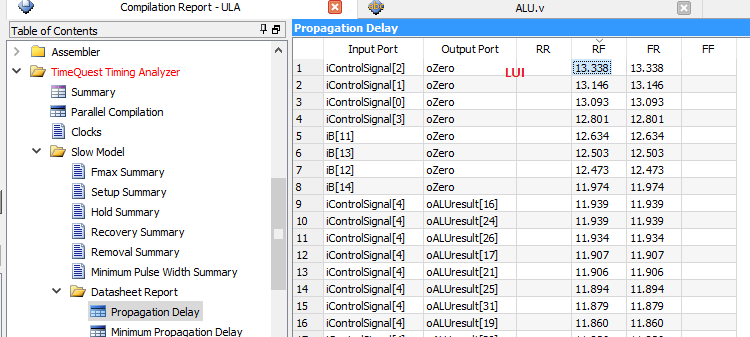 Compilation Report - ULA
ALU.v
Table of Contents
Propagation Delay
Assembler
TimeQuest Timing Analyzer
Summary
Parallel Compilation
Clocks
Slow Model
Fmax Summary
Setup Summary
Hold Summary
Recovery Summary
Removal Summary
Minimum Pulse Width Summary
Datasheet Report
Propagation Delay
Minimum Propagation Delay
Input Port Output Port RR RF FR FF
1 iControlSignal[2] oZero LUI 13.338 13.338
2 iControlSignal[1] oZero 13.146 13.146
3 iControlSignal[0] oZero 13.093 13.093
4 iControlSignal[3] oZero 12.801 12.801
5 iB[11] oZero 12.634 12.634
6 iB[13] oZero 12.503 12.503
7 iB[12] oZero 12.473 12.473
8 iB[14] oZero 11.974 11.974
9 iControlSignal[4] oALUresult[16] 11.939 11.939
10 iControlSignal[4] oALUresult[24] 11.939 11.939
11 iControlSignal[4] oALUresult[26] 11.934 11.934
12 iControlSignal[4] oALUresult[17] 11.907 11.907
13 iControlSignal[4] oALUresult[21] 11.906 11.906
14 iControlSignal[4] oALUresult[25] 11.894 11.894
15 iControlSignal[4] oALUresult[31] 11.879 11.879
16 iControlSignal[4] oALUresult[19] 11.860 11.860